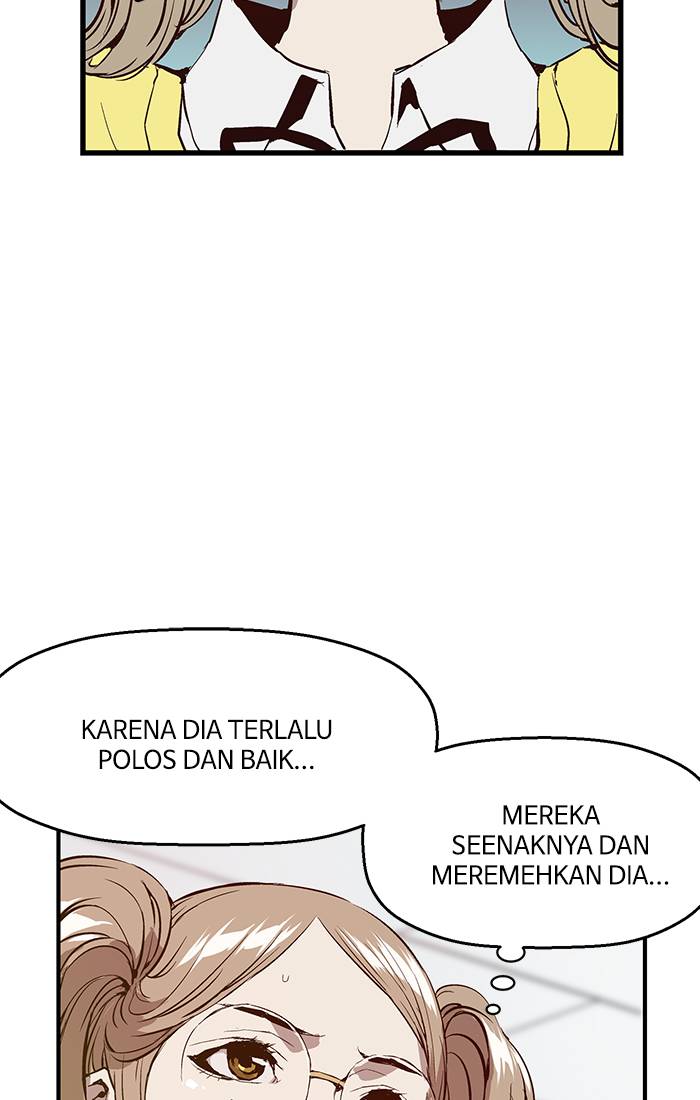 KARENA DIA TERLALU
POLOS DAN BAIK...
MEREKA
SEENAKNYA DAN
MEREMEHKAN DIA...